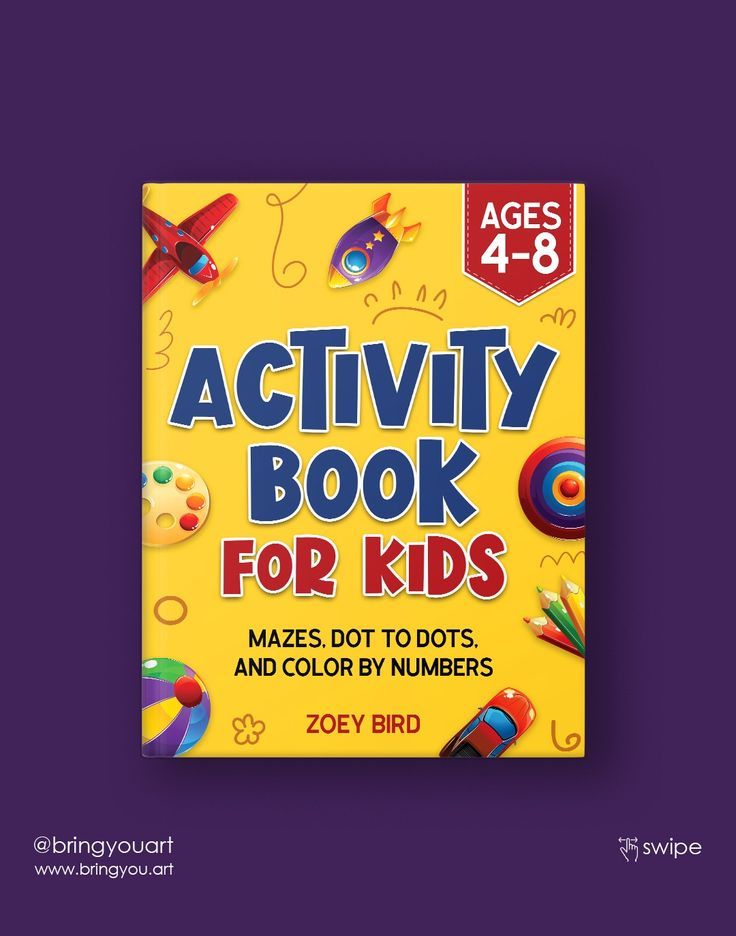 AGES
4-8
ACTIVITY
BOOK
FOR KIDS
MAZES, DOT TO DOTS,
AND COLOR BY NUMBERS
ZOEY BIRD
@bringyouart
www.bringyou.art
swipe